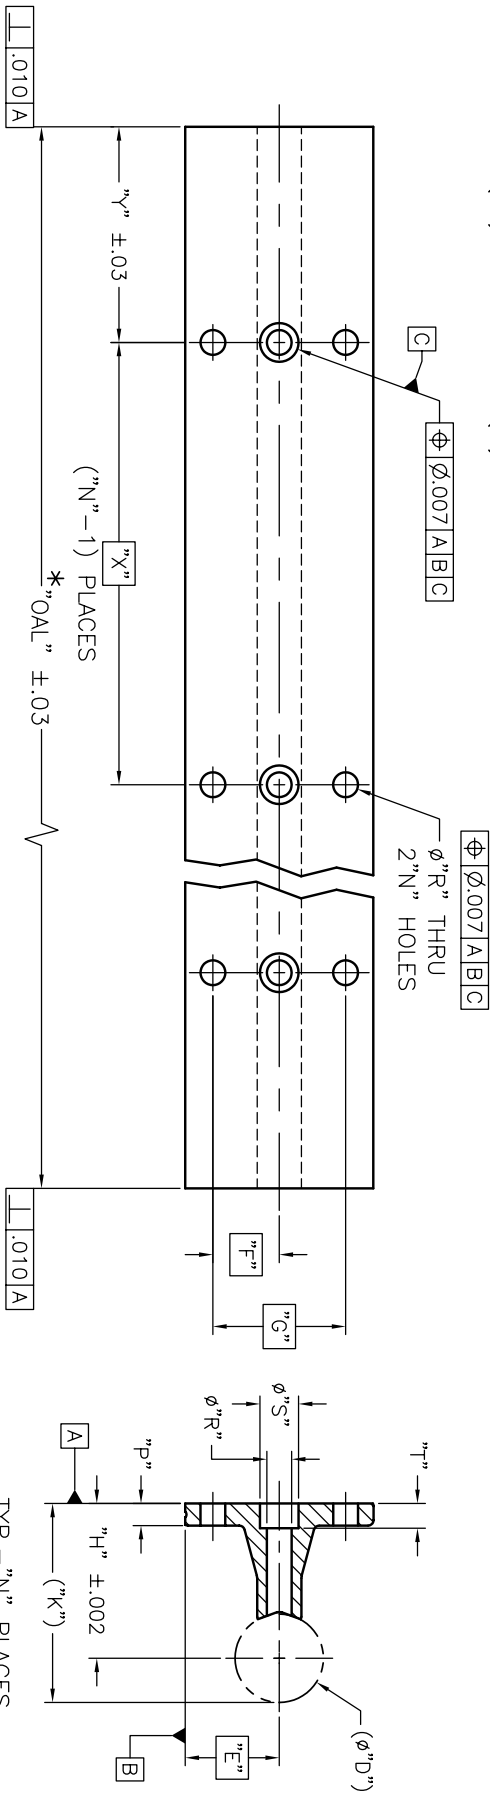 ⊥ .010 A
"Y" ±.03
C
⌖ Ø.007 A B C
"X"
("N"-1) PLACES
*"OAL" ±.03
⌖ Ø.007 A B C
Ø"R" THRU
2"N" HOLES
⊥ .010 A
"F"
"G"
"T"
Ø"S"
Ø"R"
"P"
A
"H" ±.002
("K")
(Ø"D")
"E"
B
TYP -"N" PLACES